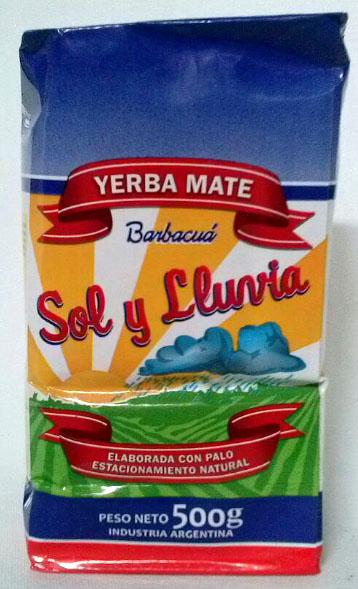 YERBA MATE
Barbacuá
Sol y Lluvia
ELABORADA CON PALO
ESTACIONAMIENTO NATURAL
PESO NETO 500g
INDUSTRIA ARGENTINA